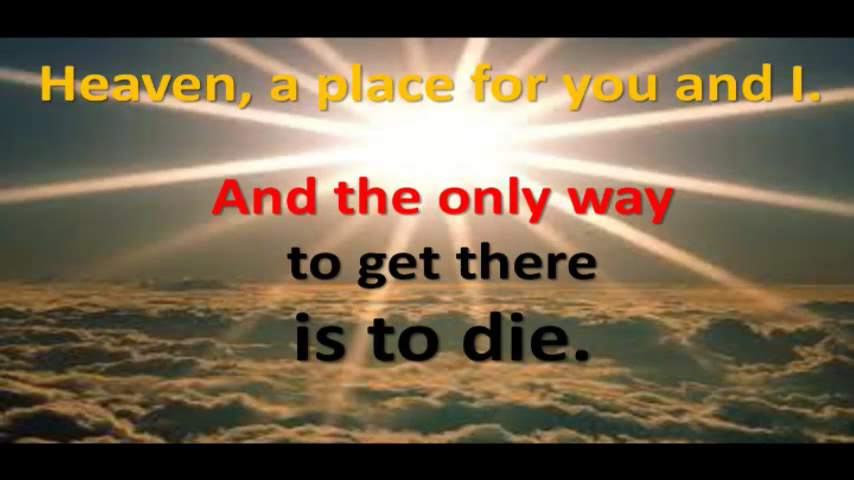 Heaven, a place for you and I.
And the only way
to get there
is to die.